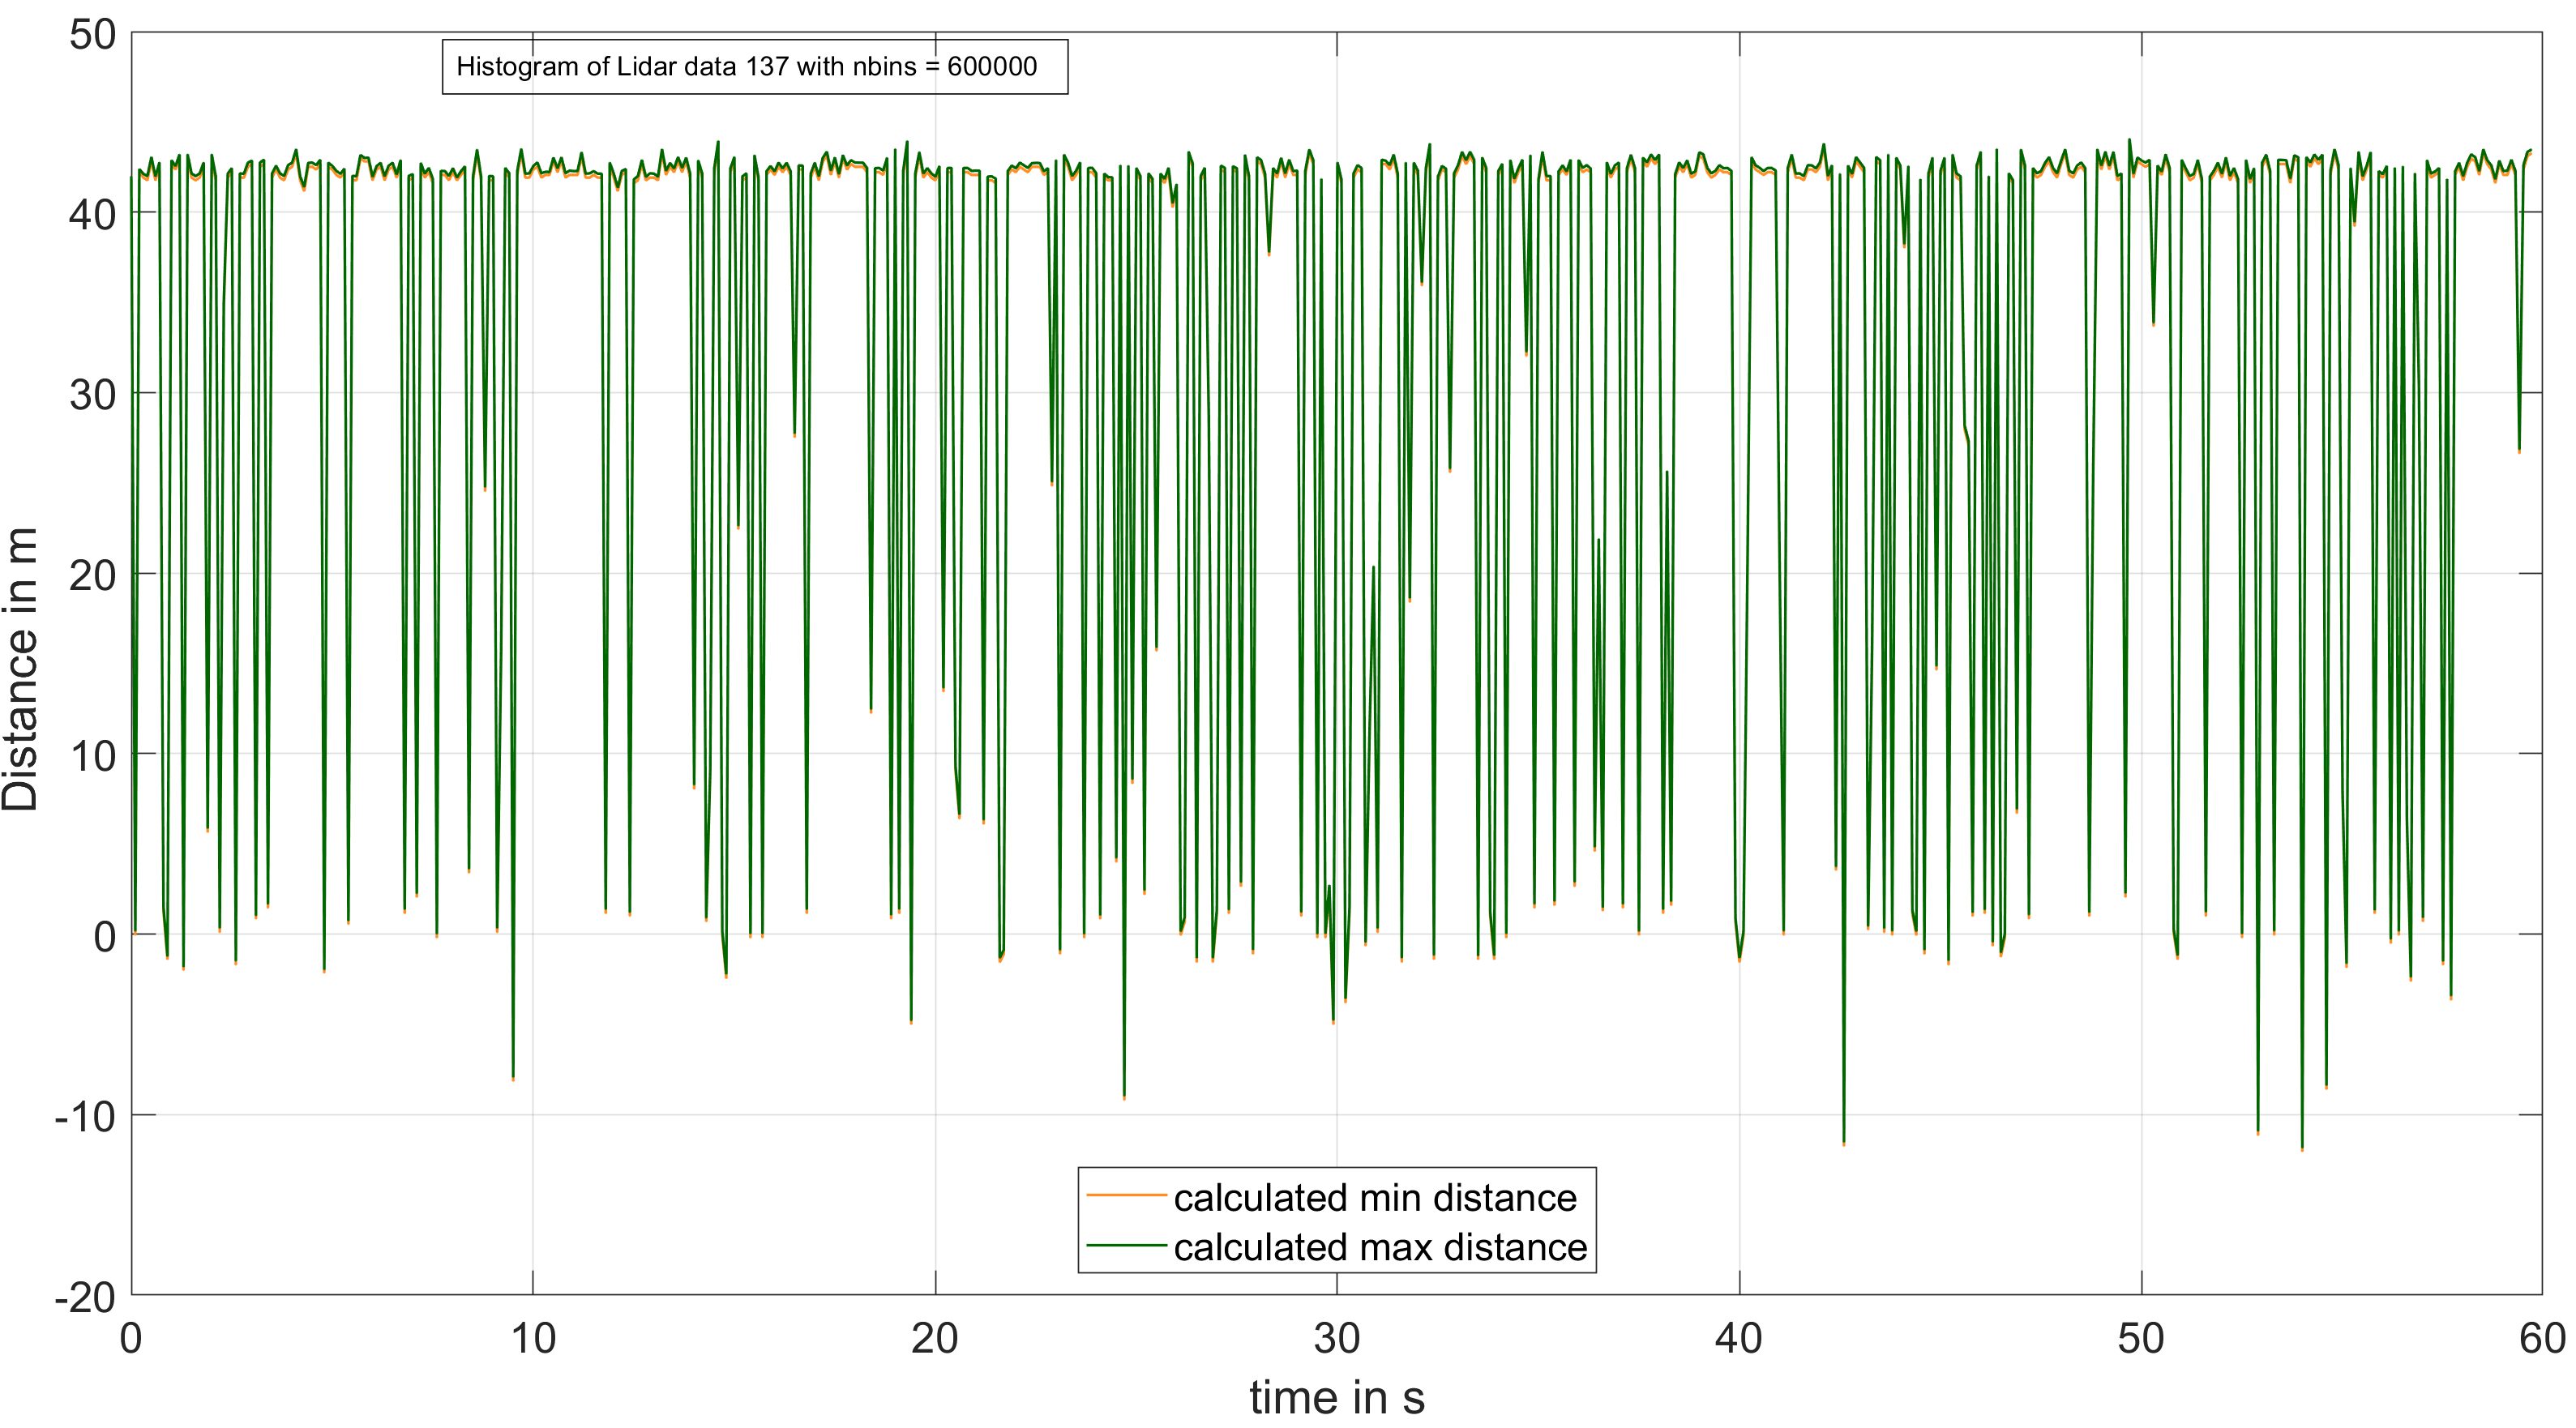 Histogram of Lidar data 137 with nbins = 600000
50
40
30
20
10
0
-10
-20
Distance in m
calculated min distance
calculated max distance
0 10 20 30 40 50 60
time in s